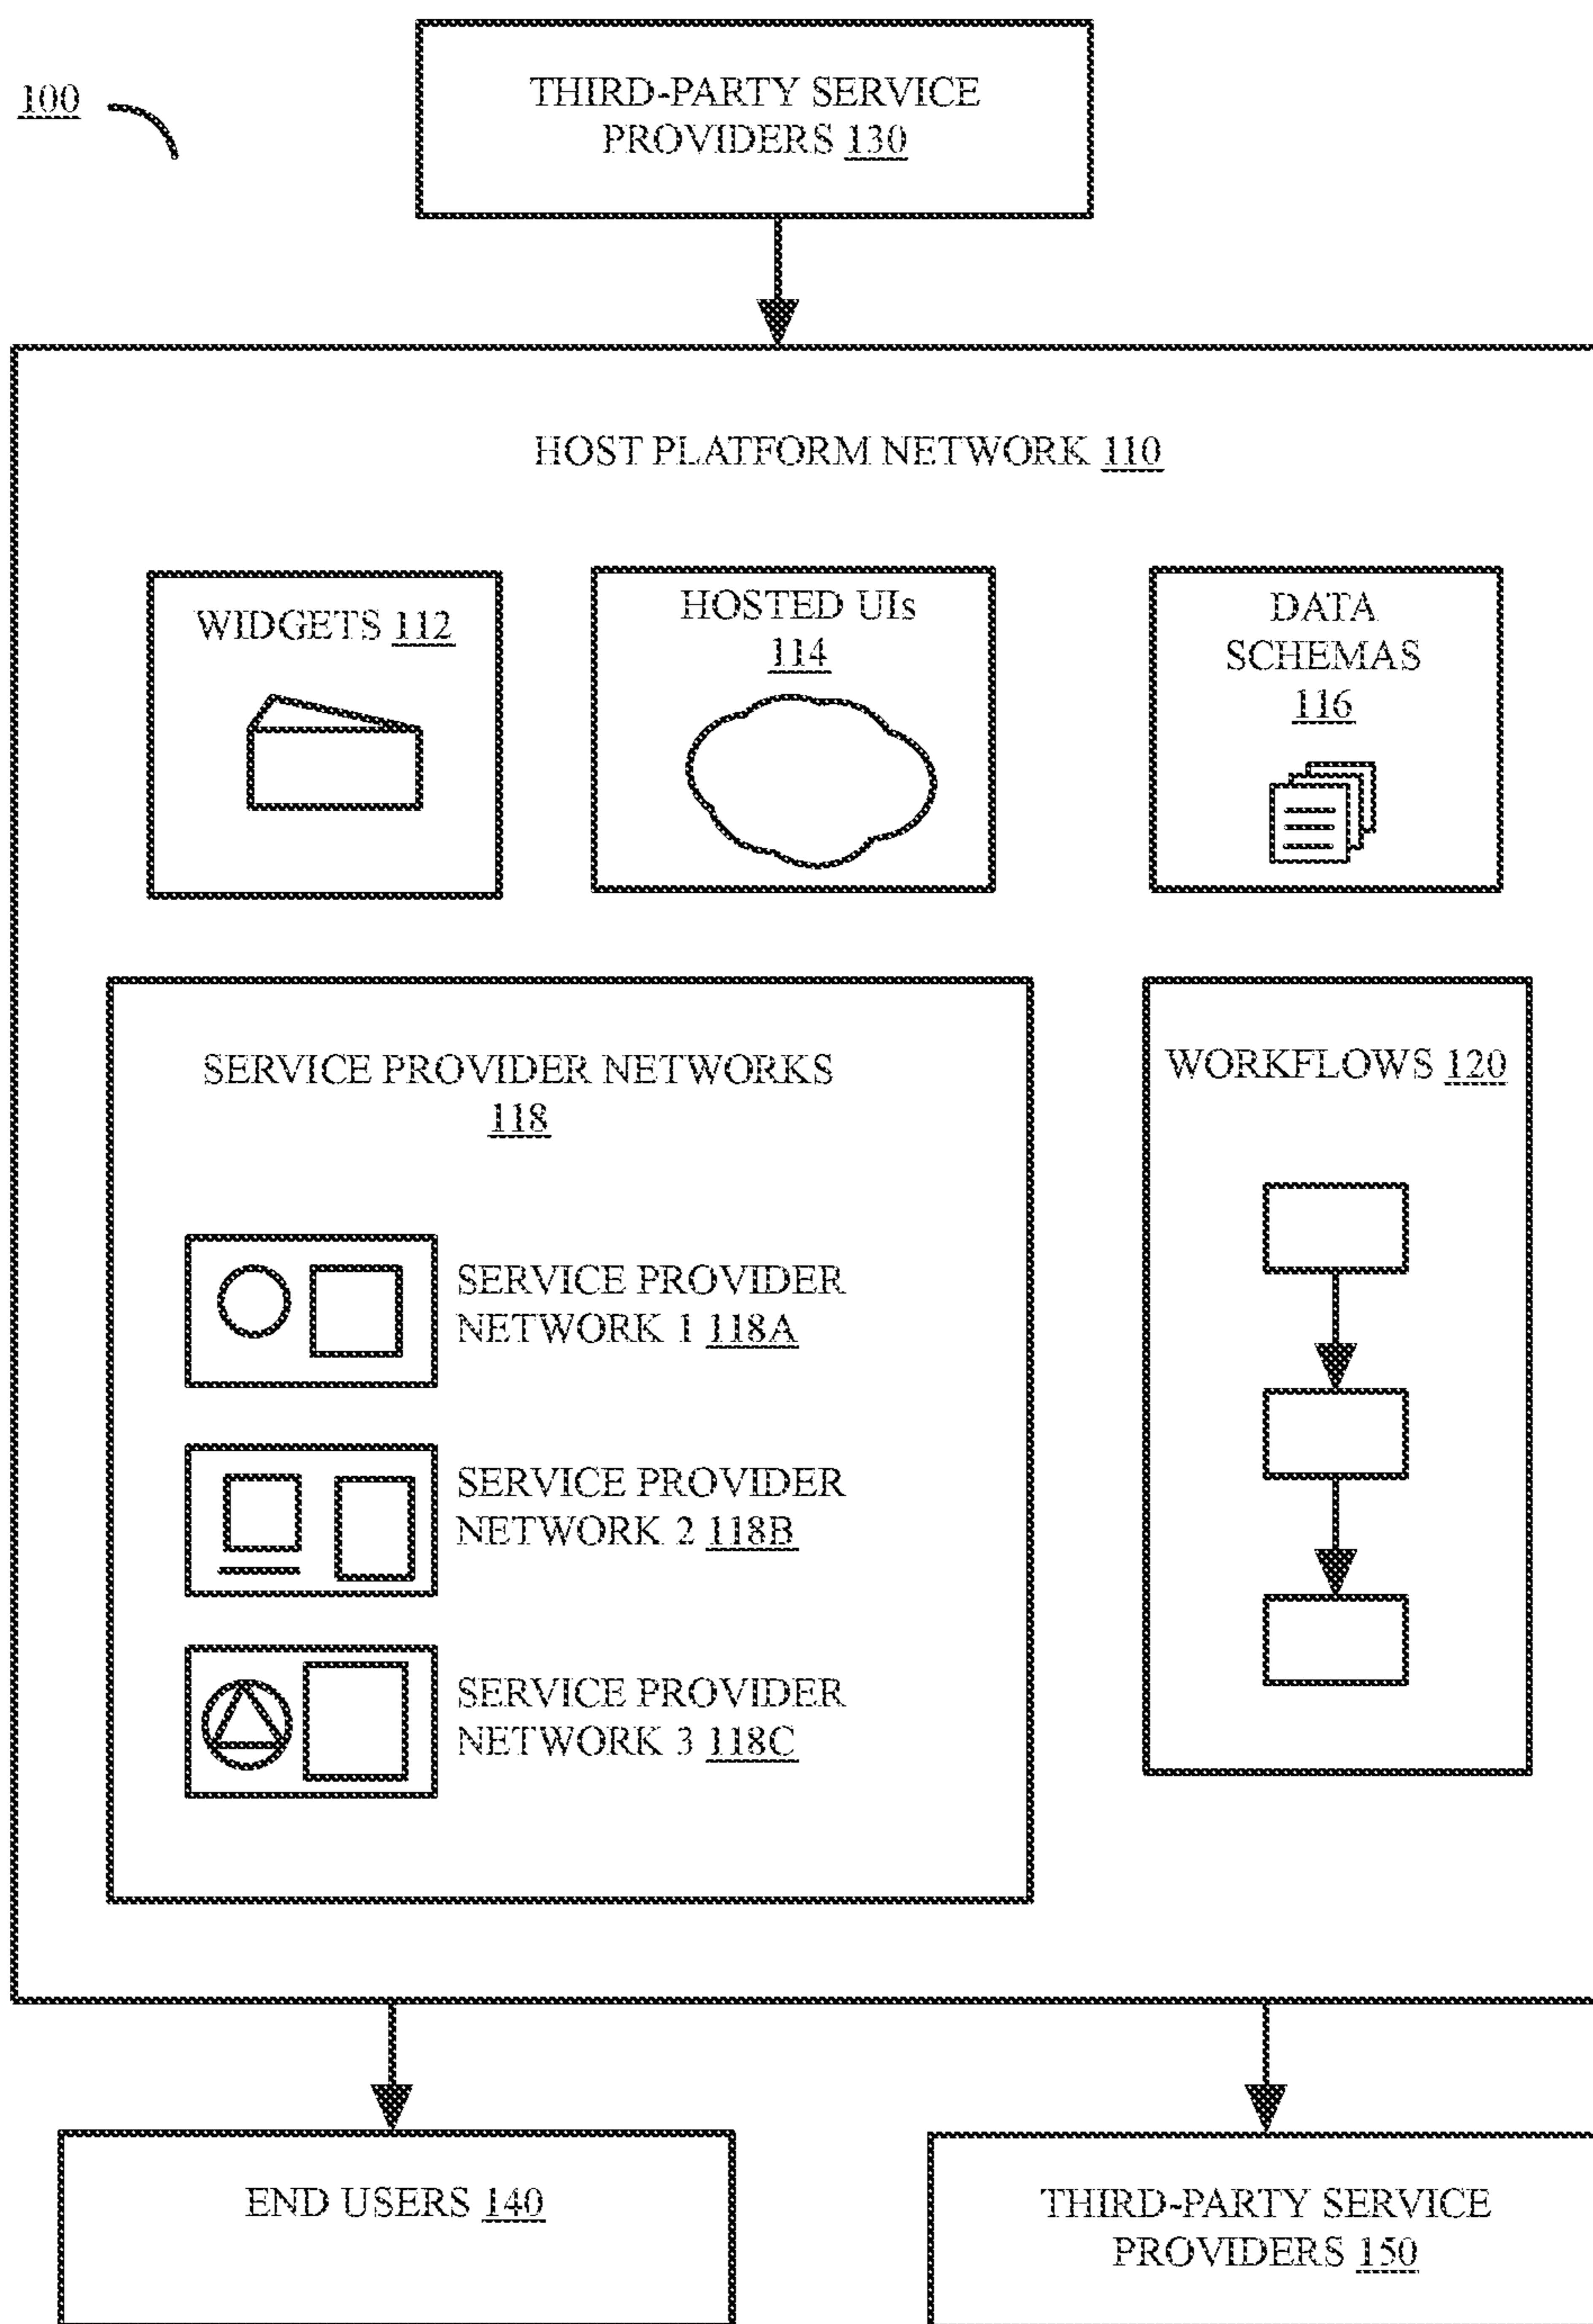 100
THIRD-PARTY SERVICE
PROVIDERS 130
HOST PLATFORM NETWORK 110
WIDGETS 112
HOSTED UIs
114
DATA
SCHEMAS
116
SERVICE PROVIDER NETWORKS
118
SERVICE PROVIDER
NETWORK 1 118A
SERVICE PROVIDER
NETWORK 2 118B
SERVICE PROVIDER
NETWORK 3 118C
WORKFLOWS 120
END USERS 140
THIRD-PARTY SERVICE
PROVIDERS 150